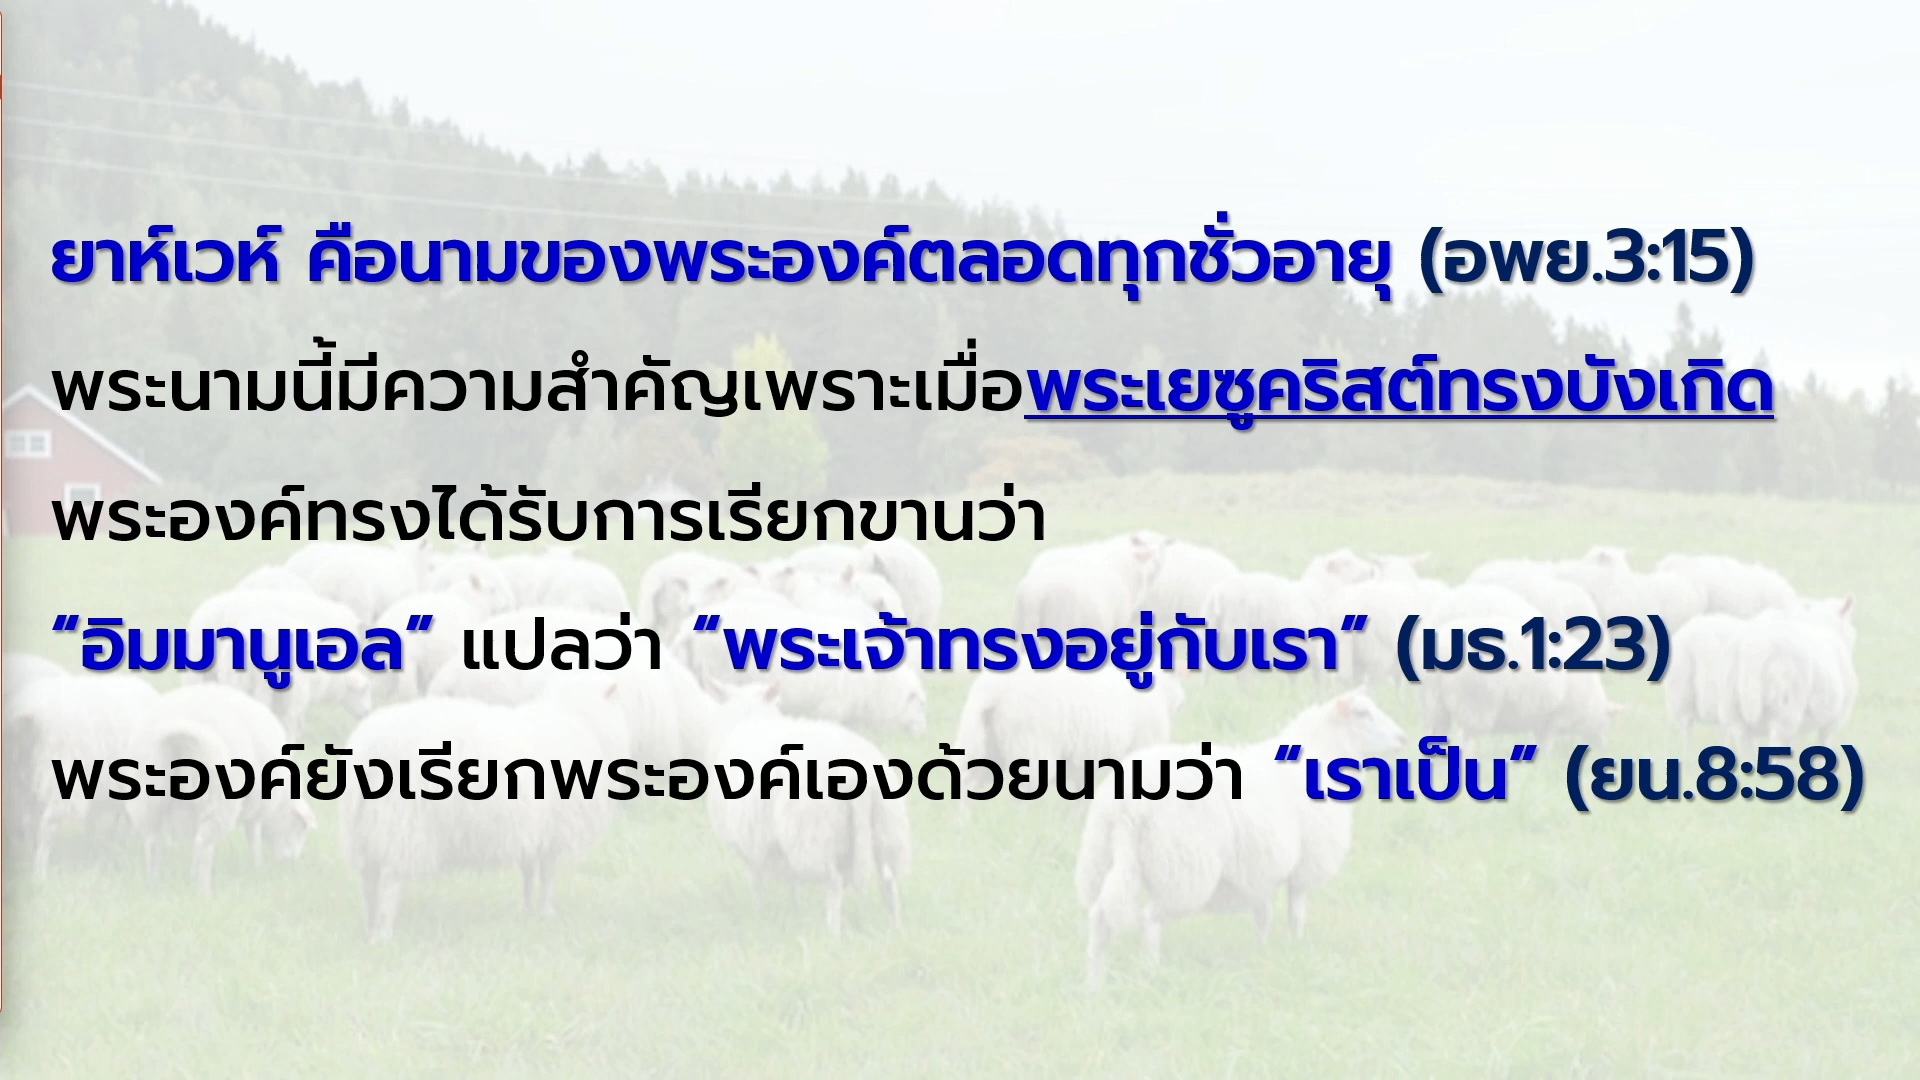 ยาห์เวห์ คือนามของพระองค์ตลอดทุกชั่วอายุ (อพย.3:15)
พระนามนี้มีความสำคัญเพราะเมื่อพระเยซูคริสต์ทรงบังเกิด
พระองค์ทรงได้รับการเรียกขานว่า
“อิมมานูเอล” แปลว่า “พระเจ้าทรงอยู่กับเรา” (มธ.1:23)
พระองค์ยังเรียกพระองค์เองด้วยนามว่า “เราเป็น” (ยน.8:58)